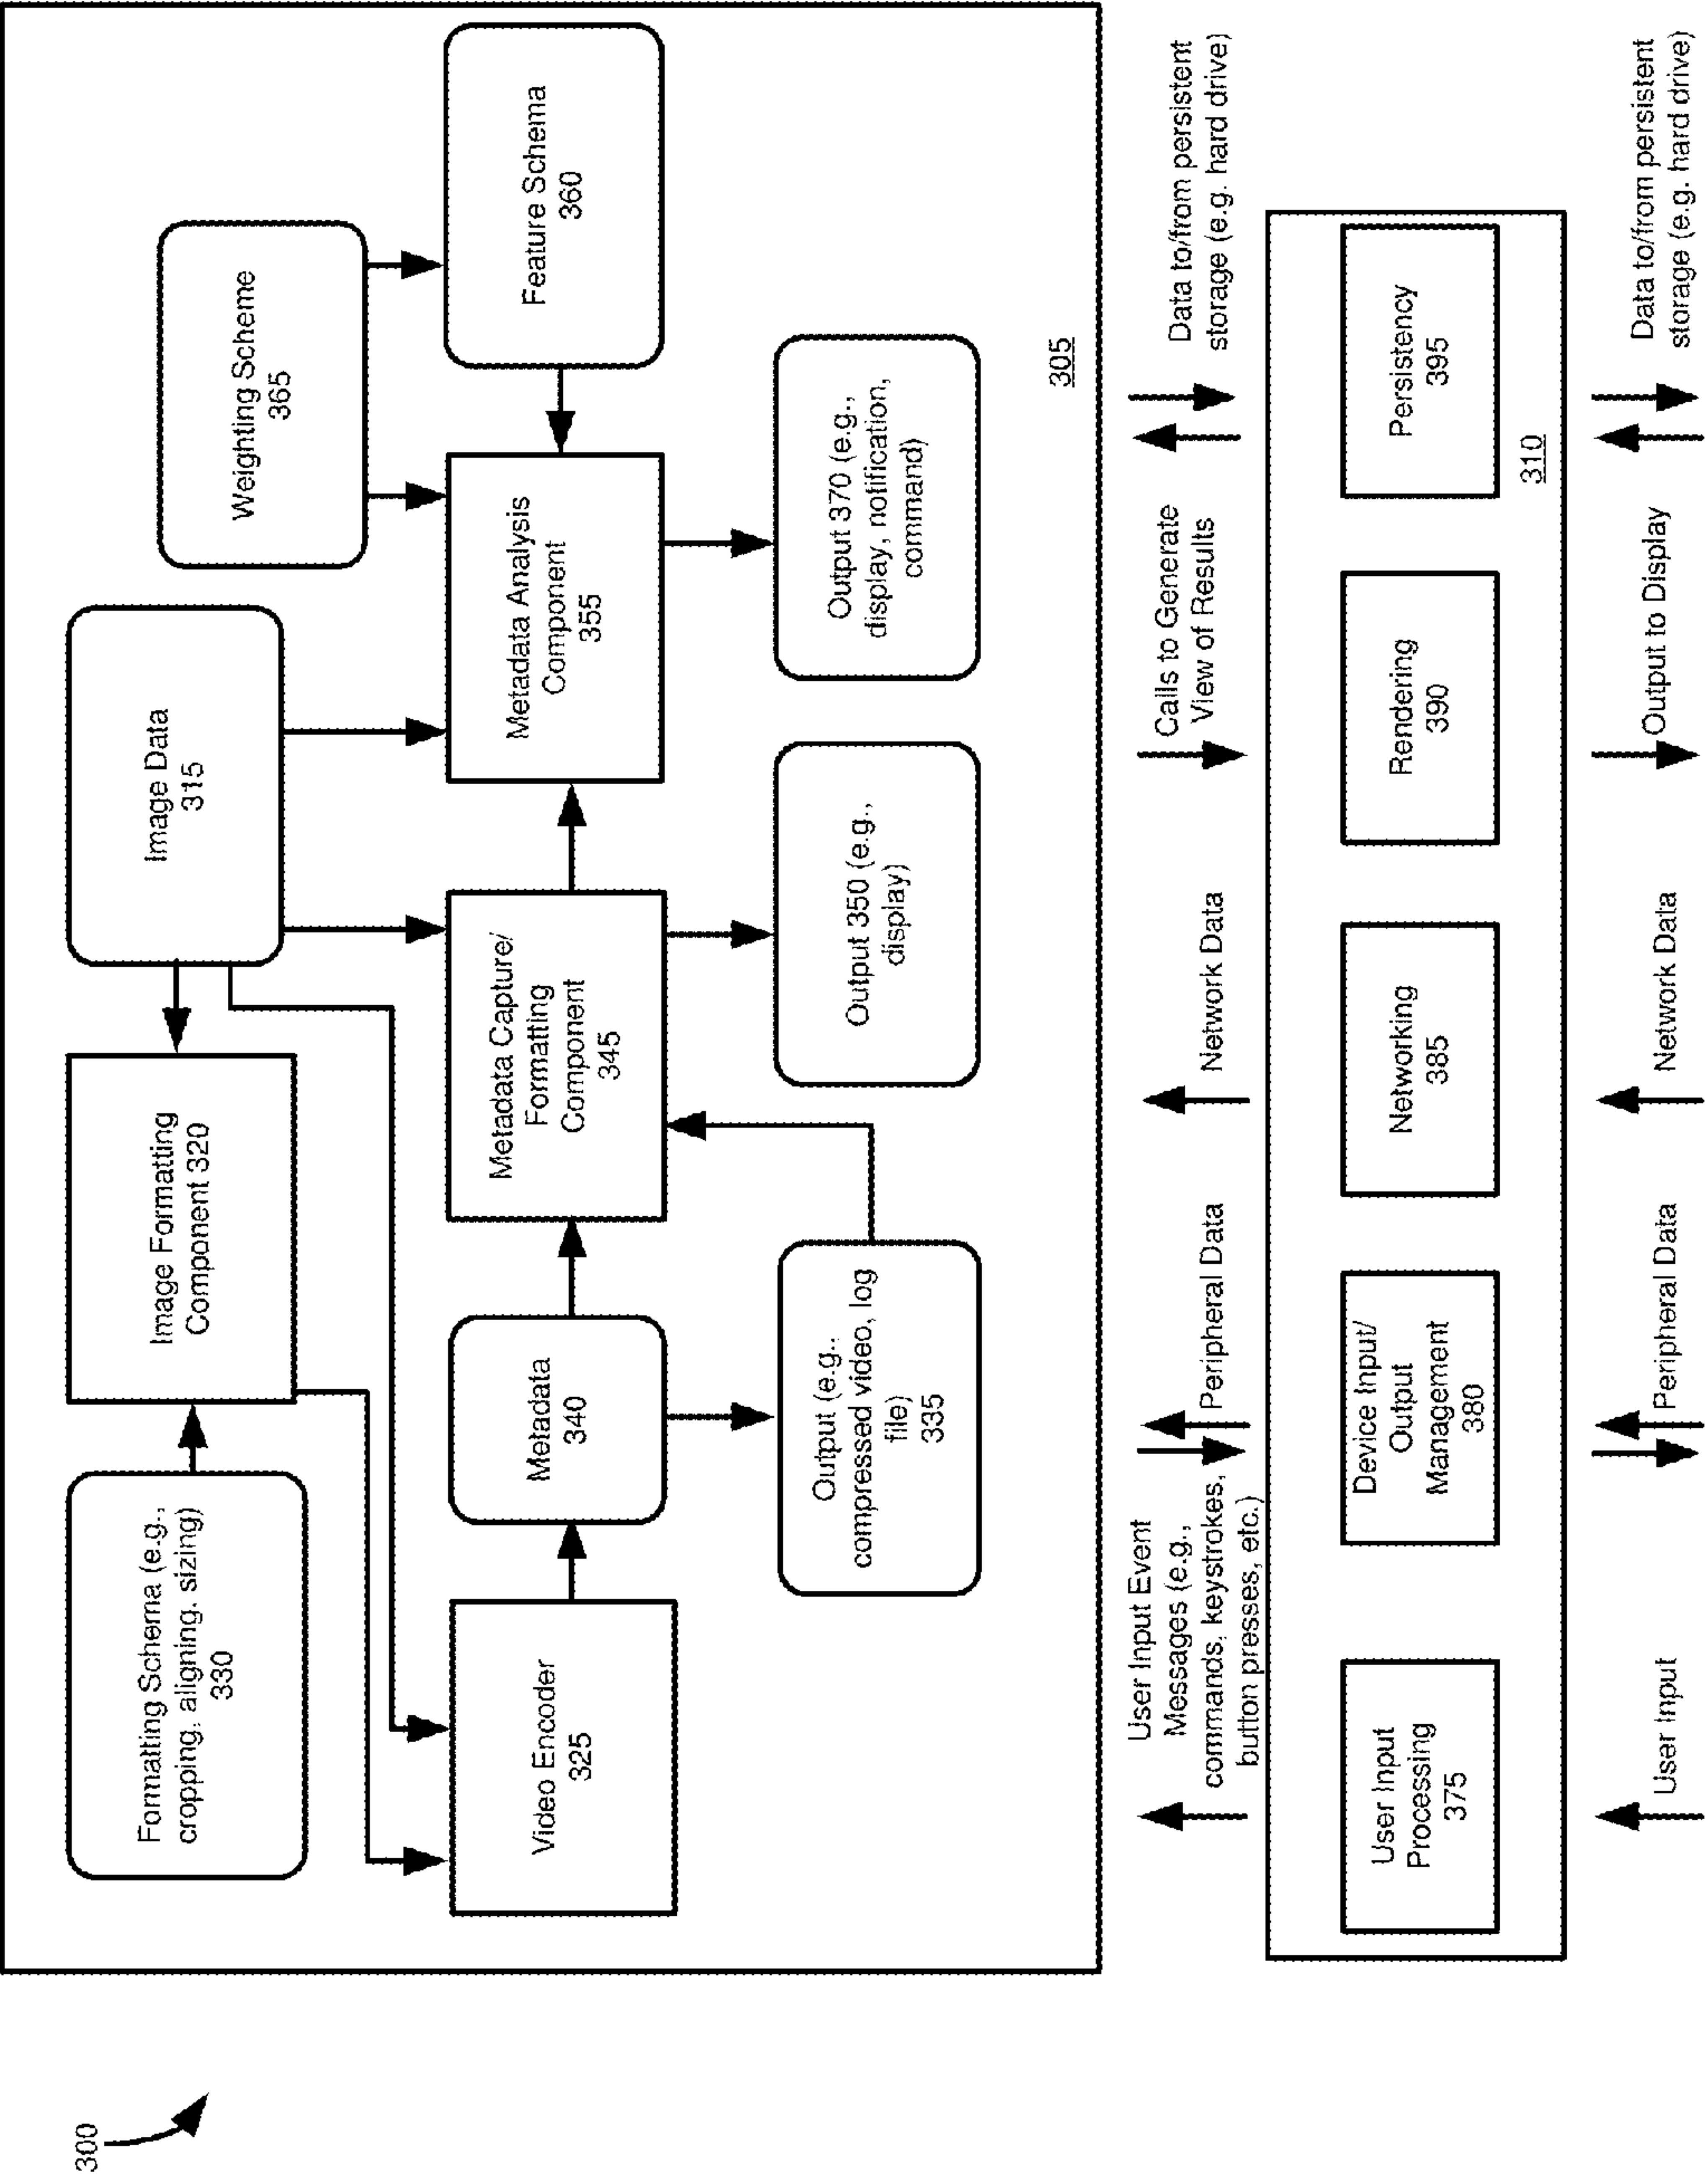 300
Formatting Schema (e.g.,
cropping, aligning, sizing)
330
Image Formatting
Component 320
Image Data
315
Weighting Scheme
365
Video Encoder
325
Metadata
340
Metadata Capture/
Formatting
Component
345
Metadata Analysis
Component
355
Feature Schema
360
Output (e.g.,
compressed video, log
file)
335
Output 350 (e.g.,
display)
Output 370 (e.g.,
display, notification,
command)
305
User Input Event
Messages (e.g.,
commands, keystrokes,
button presses, etc.)
Peripheral Data
Network Data
Calls to Generate
View of Results
Data to/from persistent
storage (e.g. hard drive)
User Input
Processing
375
Device Input/
Output
Management
380
Networking
385
Rendering
390
Persistency
395
310
User Input
Peripheral Data
Network Data
Output to Display
Data to/from persistent
storage (e.g. hard drive)